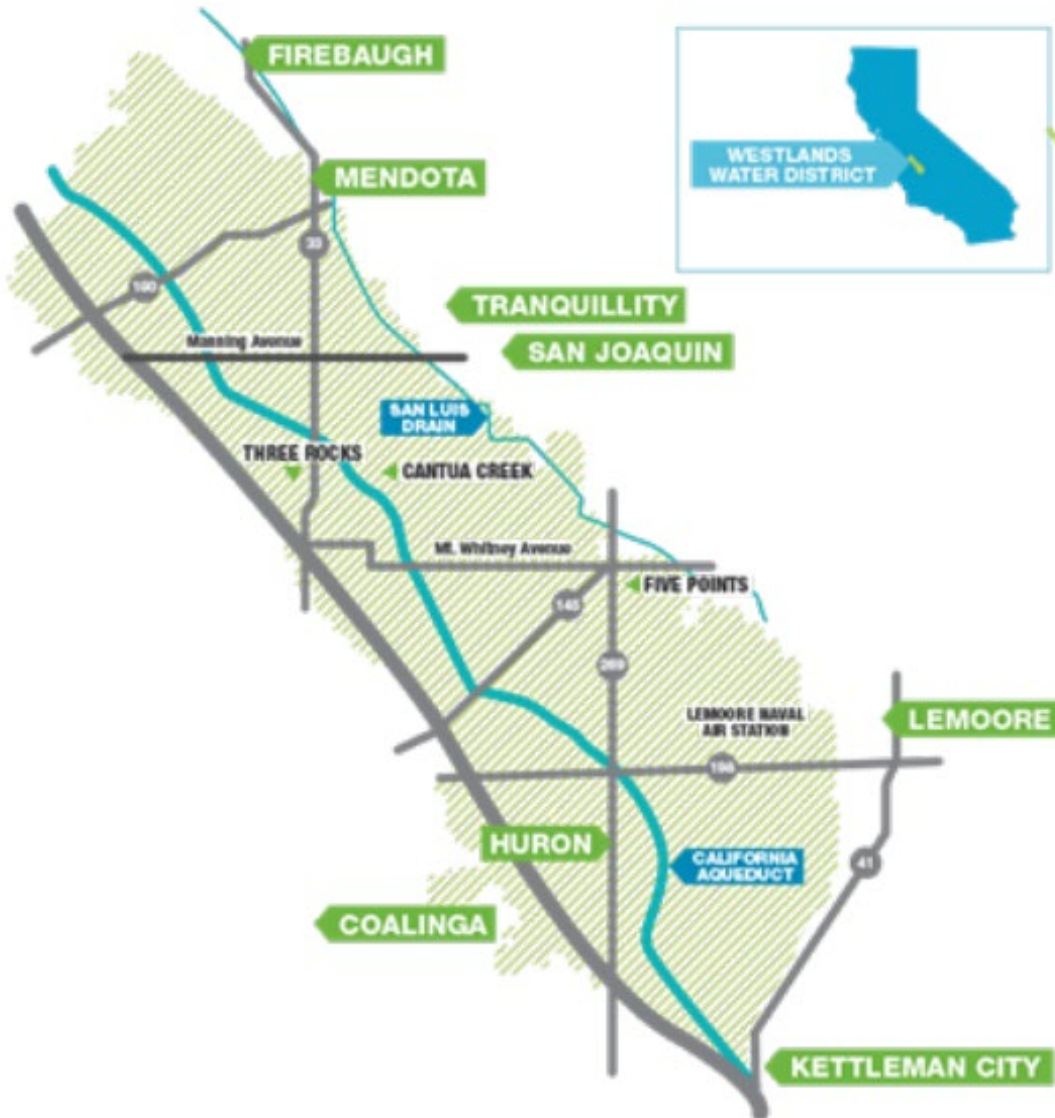 FIREBAUGH
MENDOTA
WESTLANDS
WATER DISTRICT
33
180
TRANQUILLITY
Manning Avenue
SAN JOAQUIN
SAN LUIS
DRAIN
THREE ROCKS
CANTUA CREEK
Mt. Whitney Avenue
FIVE POINTS
145
269
LEMOORE NAVAL
AIR STATION
LEMOORE
198
HURON
CALIFORNIA
AQUEDUCT
41
COALINGA
KETTLEMAN CITY